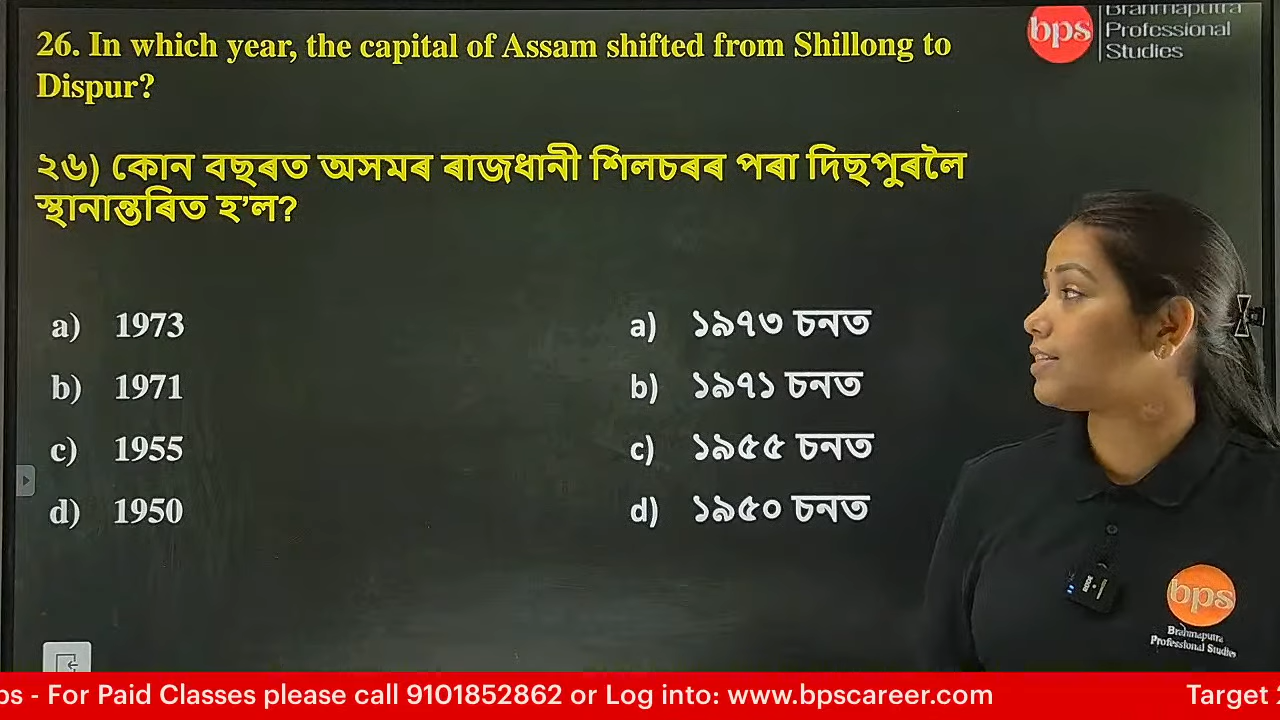 26. In which year, the capital of Assam shifted from Shillong to
Dispur?
২৬) কোন বছৰত অসমৰ ৰাজধানী শিলচৰৰ পৰা দিছপুৰলৈ
স্থানান্তৰিত হ’ল?
a) 1973
b) 1971
c) 1955
d) 1950
a) ১৯৭৩ চনত
b) ১৯৭১ চনত
c) ১৯৫৫ চনত
d) ১৯৫০ চনত
bps
Brahmaputra
Professional
Studies
bps
Brahmaputra
Professional Studies
ps - For Paid Classes please call 9101852862 or Log into: www.bpscareer.com
Target